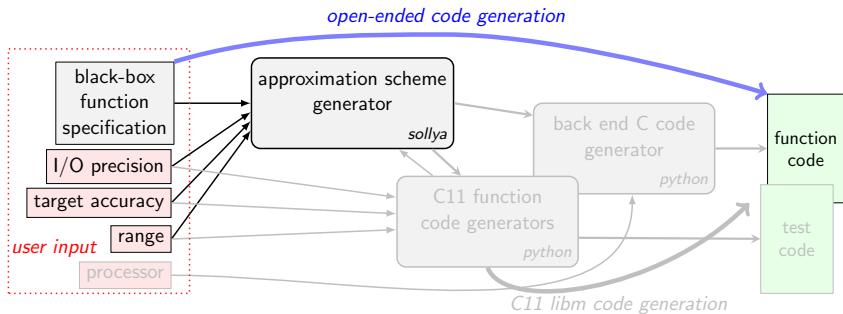 open-ended code generation
black-box
function
specification
I/O precision
target accuracy
range
user input
processor
approximation scheme
generator
sollya
back end C code
generator
python
C11 function
code generators
python
function
code
test
code
C11 libm code generation